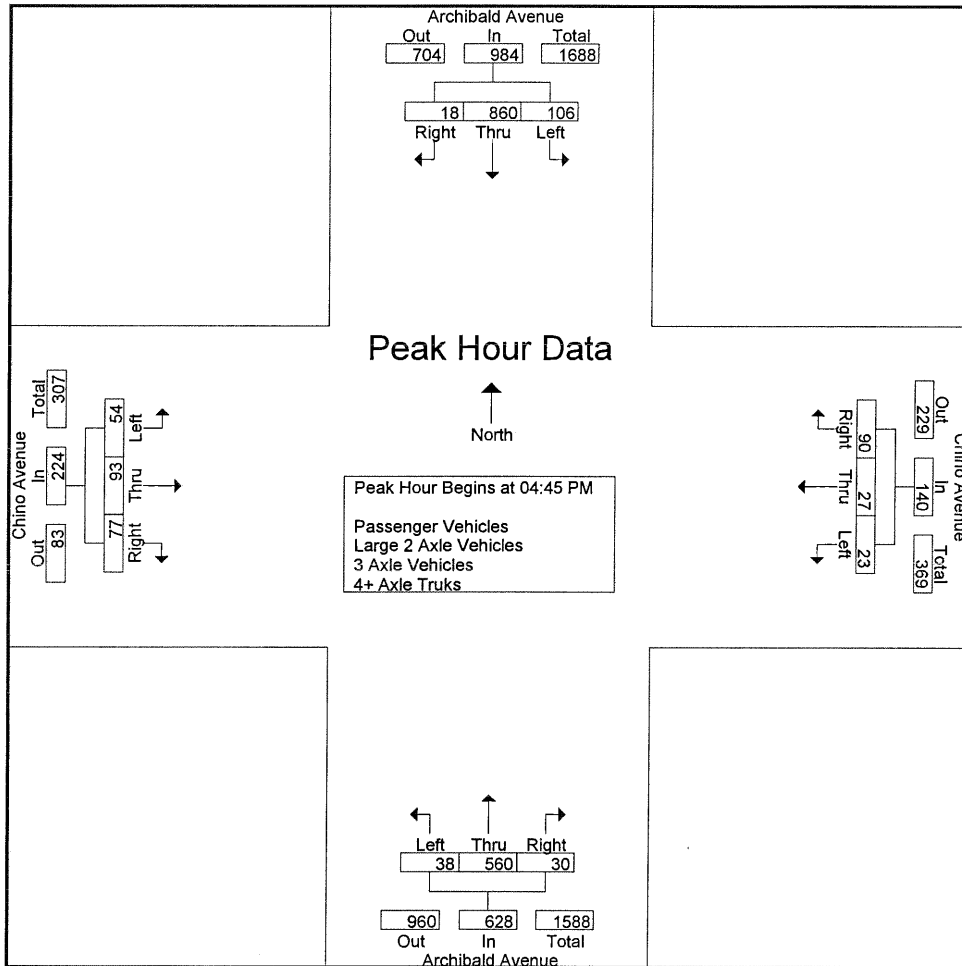 Archibald Avenue
Out In Total
704 984 1688
18 860 106
Right Thru Left
Peak Hour Data
North
Peak Hour Begins at 04:45 PM
Passenger Vehicles
Large 2 Axle Vehicles
3 Axle Vehicles
4+ Axle Truks
Chino Avenue
Out In Total
83 224 307
77 93 54
Right Thru Left
Chino Avenue
Out In Total
229 140 369
90 27 23
Right Thru Left
Left Thru Right
38 560 30
960 628 1588
Out In Total
Archibald Avenue